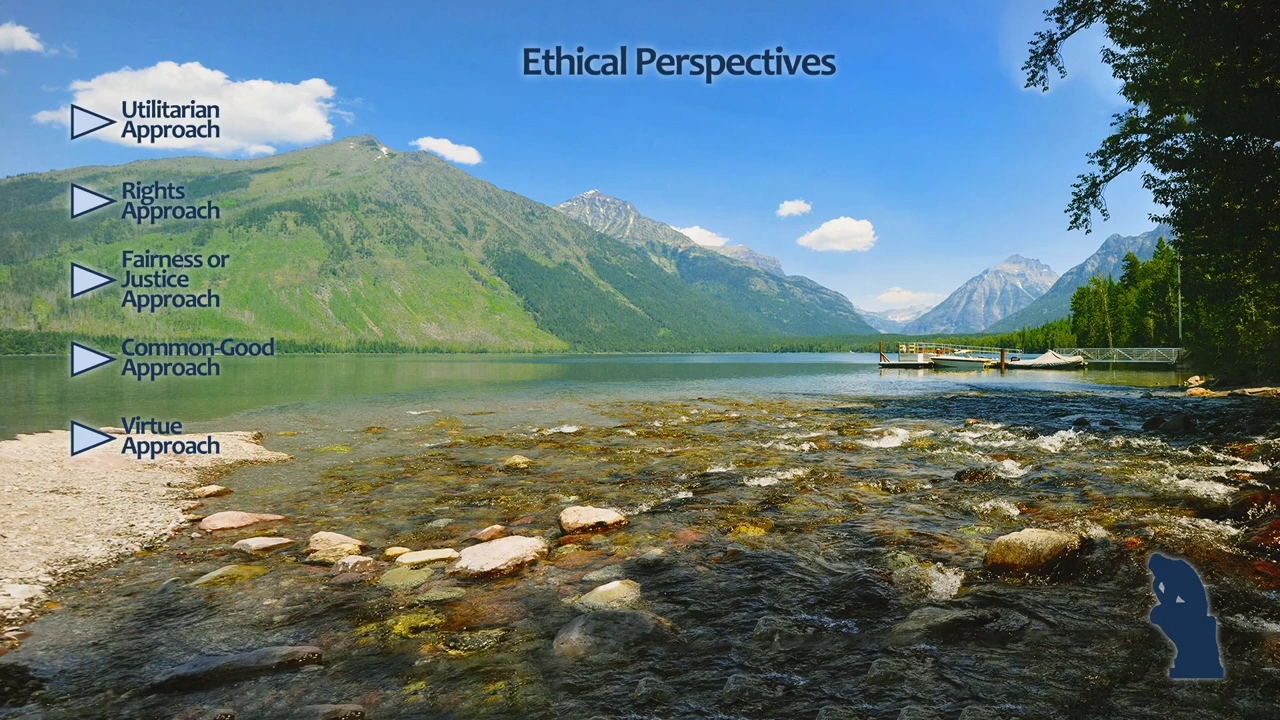 Ethical Perspectives
Utilitarian
Approach
Rights
Approach
Fairness or
Justice
Approach
Common-Good
Approach
Virtue
Approach